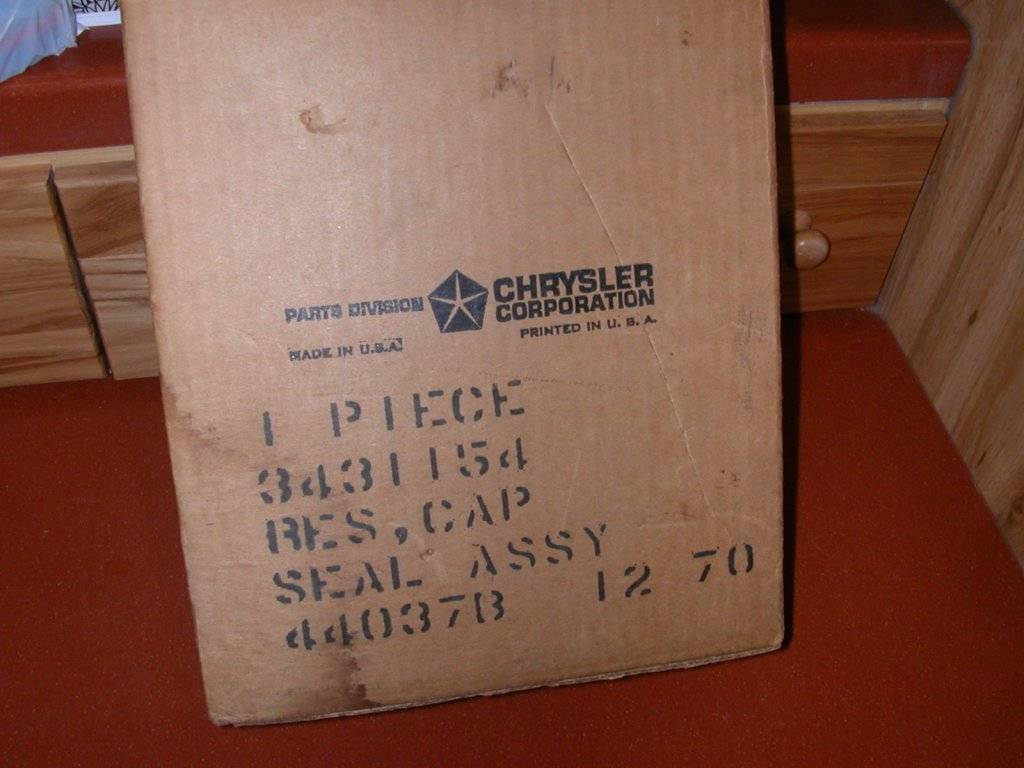 PARTS DIVISION CHRYSLER CORPORATION
MADE IN U.S.A. PRINTED IN U. S. A.
1 PIECE
3431154
RES, CAP
SEAL ASSY
44037B 12 70